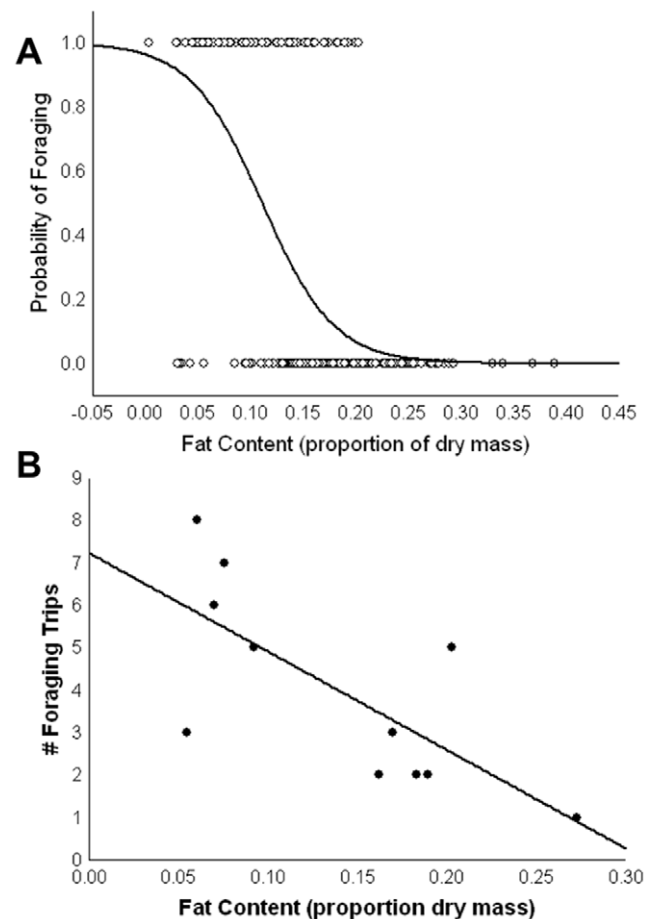 A
Probability of Foraging
1.0
0.8
0.6
0.4
0.2
0.0
-0.05 0.00 0.05 0.10 0.15 0.20 0.25 0.30 0.35 0.40 0.45
Fat Content (proportion of dry mass)
B
# Foraging Trips
9
8
7
6
5
4
3
2
1
0
0.00 0.05 0.10 0.15 0.20 0.25 0.30
Fat Content (proportion dry mass)